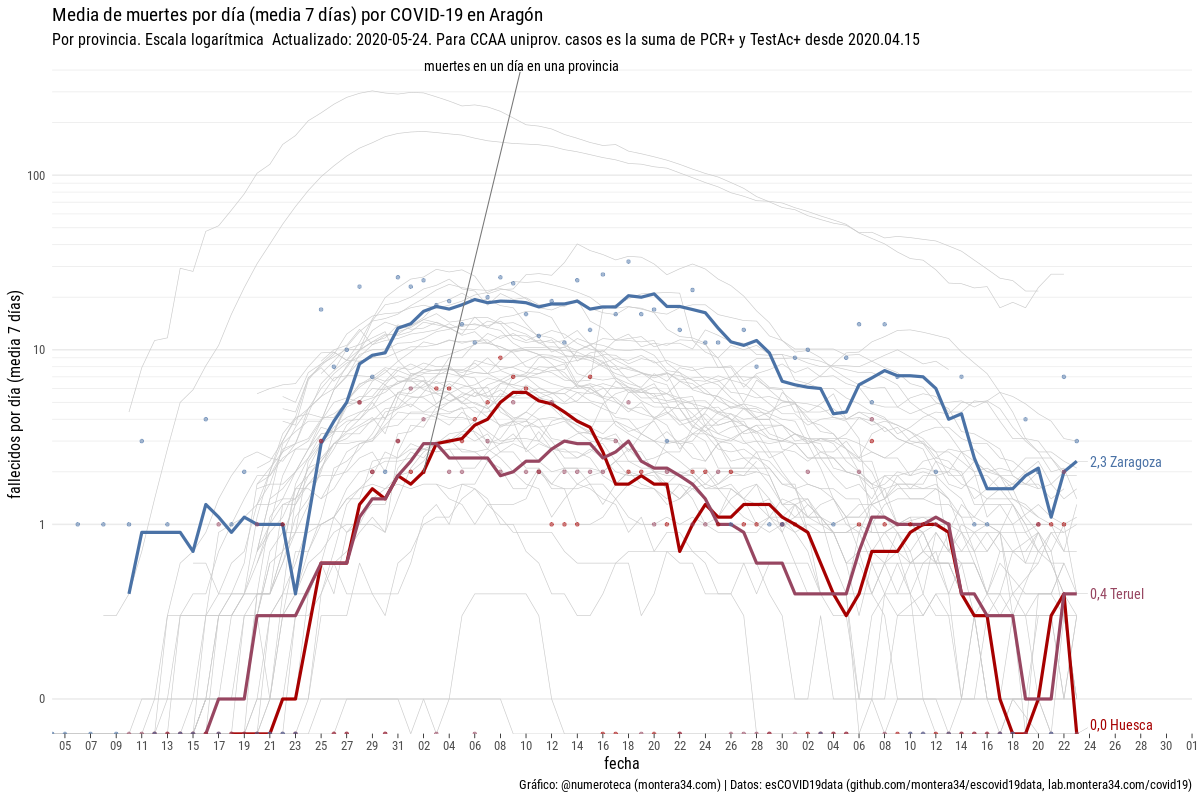 Media de muertes por día (media 7 días) por COVID-19 en Aragón
Por provincia. Escala logarítmica  Actualizado: 2020-05-24. Para CCAA uniprov. casos es la suma de PCR+ y TestAc+ desde 2020.04.15
muertes en un día en una provincia
fallecidos por día (media  7 días)
100
10
1
0
2,3 Zaragoza
0,4 Teruel
0,0 Huesca
05 07 09 11 13 15 17 19 21 23 25 27 29 31 02 04 06 08 10 12 14 16 18 20 22 24 26 28 30 02 04 06 08 10 12 14 16 18 20 22 24 26 28 30 01
fecha
Gráfico: @numeroteca (montera34.com) | Datos: esCOVID19data (github.com/montera34/escovid19data, lab.montera34.com/covid19)